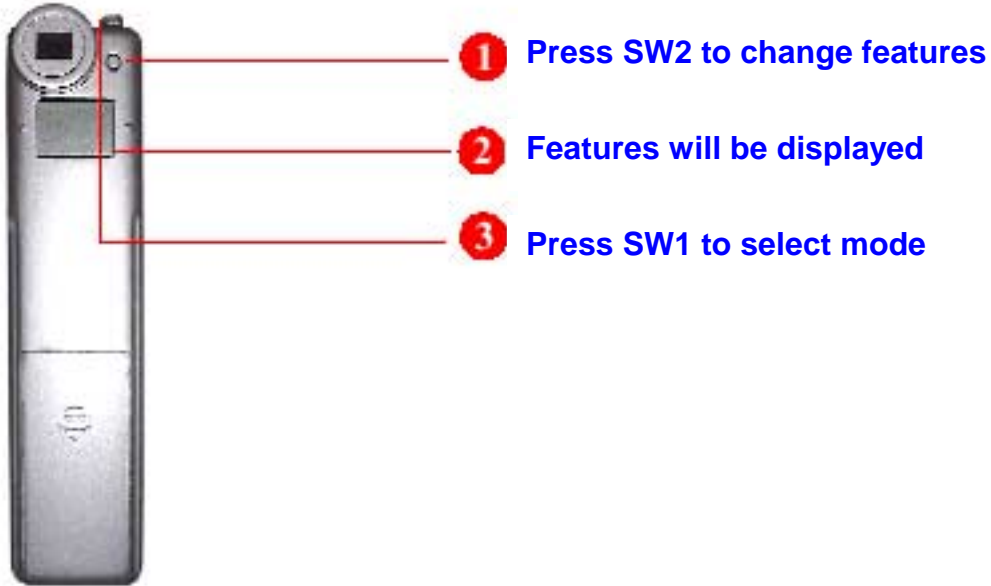 1 Press SW2 to change features
2 Features will be displayed
3 Press SW1 to select mode